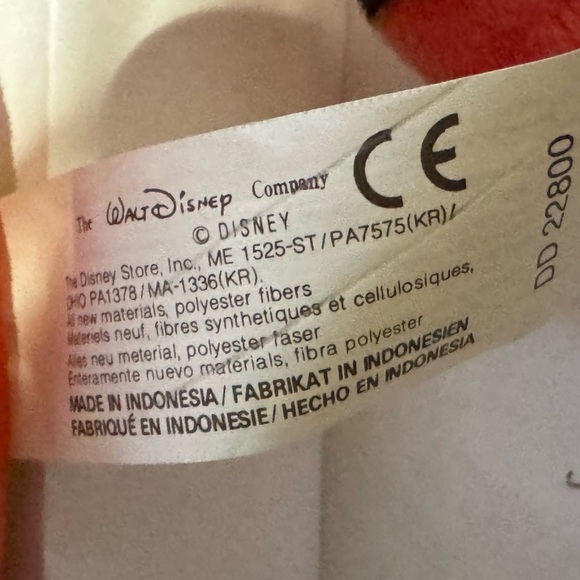 The WALT DISNEY Company CE
© DISNEY
The Disney Store, Inc., ME 1525-ST/PA7575(KR)/
OHIO PA1378/MA-1336(KR).
All new materials, polyester fibers
Materiels neuf, fibres synthetiques et cellulosiques,
Alles neu meterial, polyester faser
Enteramente nuevo materials, fibra polyester
MADE IN INDONESIA/FABRIKAT IN INDONESIEN
FABRIQUÉ EN INDONESIE/HECHO EN INDONESIA
DD 22800